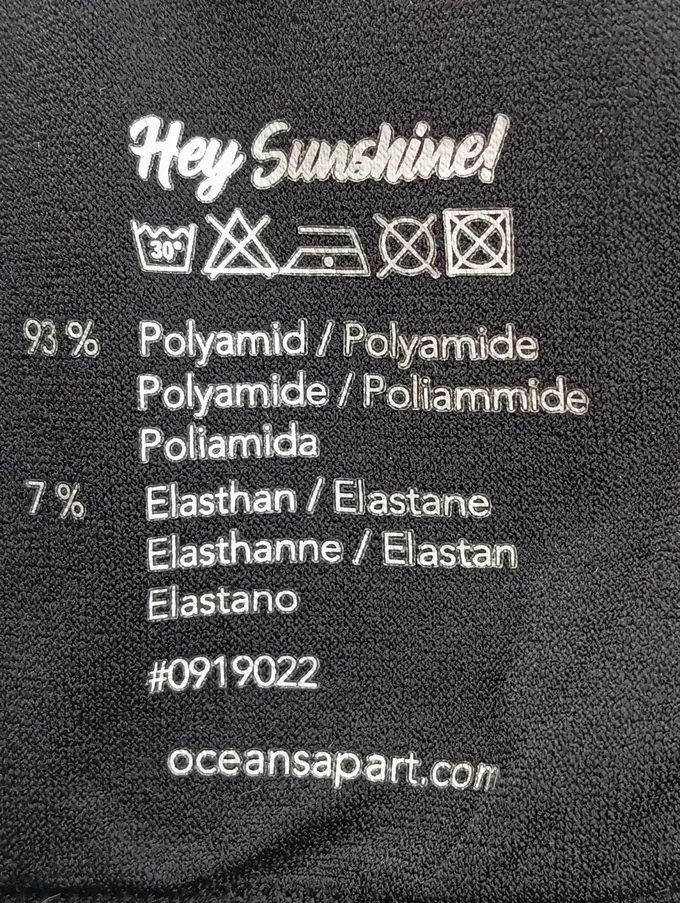 Hey Sunshine!
30°
93 % Polyamid / Polyamide
Polyamide / Poliammide
Poliamida
7 % Elasthan / Elastane
Elasthanne / Elastan
Elastano
#0919022
oceansapart.com